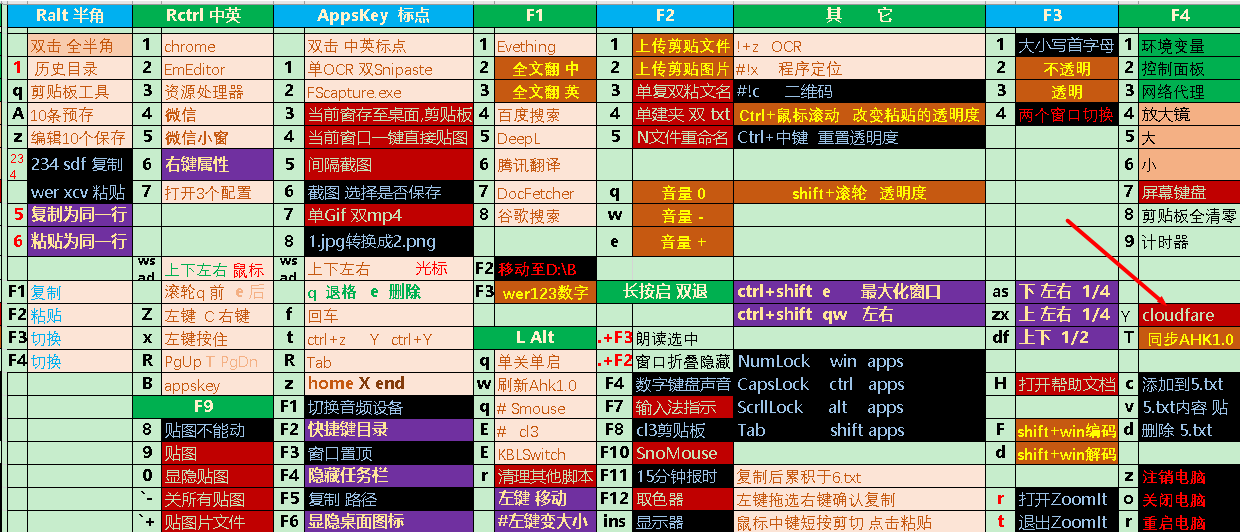 Ralt 半角 Rctrl 中英 AppsKey 标点 F1 F2 其 它 F3 F4
双击 全半角 1 chrome 双击 中英标点 1 Evething 1 上传剪贴文件 !+z OCR 1 大小写首字母 1 环境变量
1 历史目录 2 EmEditor 1 单OCR 双Snipaste 2 全文翻 中 2 上传剪贴图片 #!x 程序定位 2 不透明 2 控制面板
q 剪贴板工具 3 资源处理器 2 FScapture.exe 3 全文翻 英 3 单复双粘文名 #!c 二维码 3 透明 3 网络代理
A 10条预存 4 微信 3 当前窗存至桌面,剪贴板 4 百度搜索 4 单建夹 双 txt Ctrl+鼠标滚动 改变粘贴的透明度 4 两个窗口切换 4 放大镜
z 编辑10个保存 5 微信小窗 4 当前窗口一键直接贴图 5 DeepL 5 N文件重命名 Ctrl+中键 重置透明度 5 大
234 234 sdf 复制 6 右键属性 5 间隔截图 6 腾讯翻译 6 小
wer xcv 粘贴 7 打开3个配置 6 截图 选择是否保存 7 DocFetcher q 音量 0 shift+滚轮 透明度 7 屏幕键盘
5 复制为同一行 7 单Gif 双mp4 8 谷歌搜索 w 音量 - 8 剪贴板全清零
6 粘贴为同一行 8 1.jpg转换成2.png e 音量 + 9 计时器
ws ad 上下左右 鼠标 ws ad 上下左右 光标 F2 移动至D:\B
F1 复制 滚轮q 前 e 后 q 退格 e 删除 F3 wer123数字 长按启 双退 ctrl+shift e 最大化窗口 as 下 左右 1/4
F2 粘贴 Z 左键 C 右键 f 回车 ctrl+shift qw 左右 zx 上 左右 1/4 Y cloudfare
F3 切换 x 左键按住 t ctrl+z Y ctrl+Y L Alt .+F3 朗读选中 df 上下 1/2 T 同步AHK1.0
F4 切换 R PgUp T PgDn R Tab q 单关单启 .+F2 窗口折叠隐藏 NumLock win apps
B appskey z home X end w 刷新Ahk1.0 F4 数字键盘声音 CapsLock ctrl apps H 打开帮助文档 c 添加到5.txt
F9 F1 切换音频设备 q # Smouse F7 输入法指示 ScrllLock alt apps v 5.txt内容 贴
8 贴图不能动 F2 快捷键目录 E # cl3 F8 cl3剪贴板 Tab shift apps F shift+win编码 d 删除 5.txt
9 贴图 F3 窗口置顶 E KBLSwitch F10 SnoMouse d shift+win解码
0 显隐贴图 F4 隐藏任务栏 r 清理其他脚本 F11 15分钟报时 复制后累积于6.txt z 注销电脑
`- 关所有贴图 F5 复制 路径 左键 移动 F12 取色器 左键拖选右键确认复制 r 打开ZoomIt o 关闭电脑
`+ 贴图片文件 F6 显隐桌面图标 #左键变大小 ins 显示器 鼠标中键短按剪切 点击粘贴 t 退出ZoomIt r 重启电脑